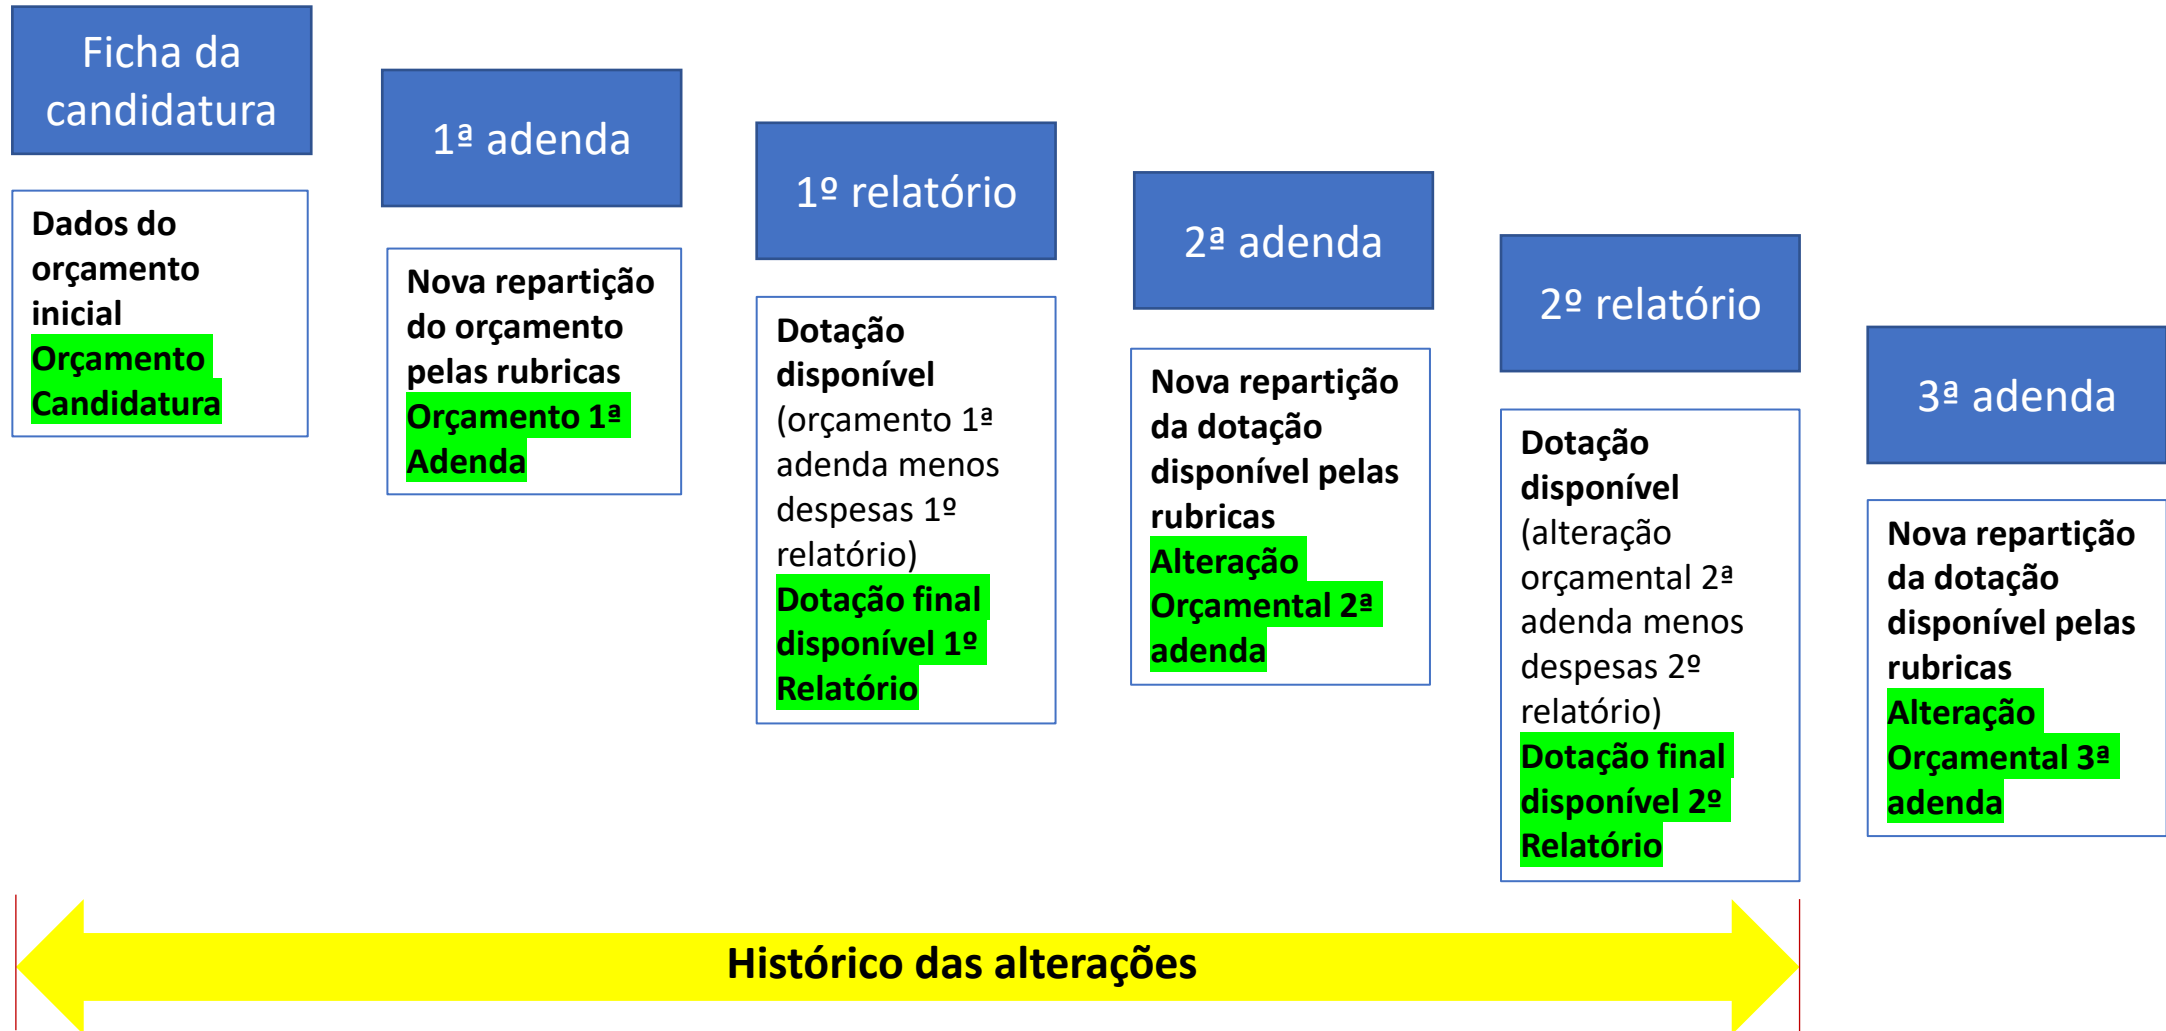 Ficha da
candidatura
Dados do
orçamento
inicial
Orçamento
Candidatura
1ª adenda
Nova repartição
do orçamento
pelas rubricas
Orçamento 1ª
Adenda
1º relatório
Dotação
disponível
(orçamento 1ª
adenda menos
despesas 1º
relatório)
Dotação final
disponível 1º
Relatório
2ª adenda
Nova repartição
da dotação
disponível pelas
rubricas
Alteração
Orçamental 2ª
adenda
2º relatório
Dotação
disponível
(alteração
orçamental 2ª
adenda menos
despesas 2º
relatório)
Dotação final
disponível 2º
Relatório
3ª adenda
Nova repartição
da dotação
disponível pelas
rubricas
Alteração
Orçamental 3ª
adenda
Histórico das alterações